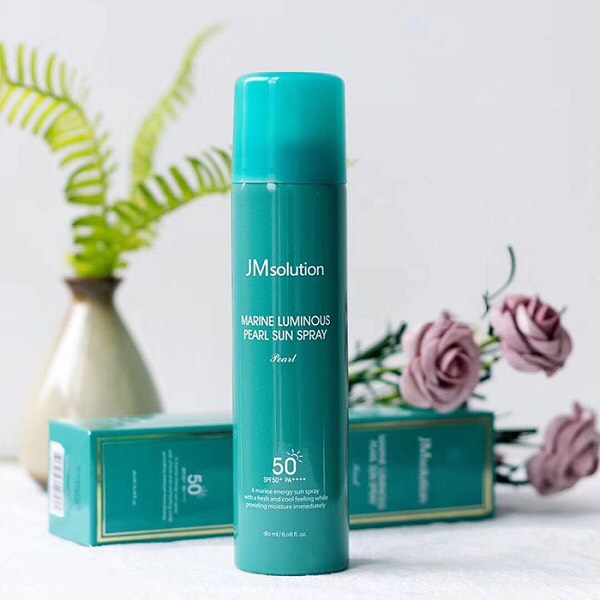 JMsolution
MARINE LUMINOUS
PEARL SUN SPRAY
Pearl
50
SPF50+ PA++++
A marine energy sun spray
with a fresh and cool feeling while
providing moisture immediately
180 ml/6.08 fl. oz.
50
JMsolution
MARINE LUMINOUS
PEARL SUN SPRAY
Pearl